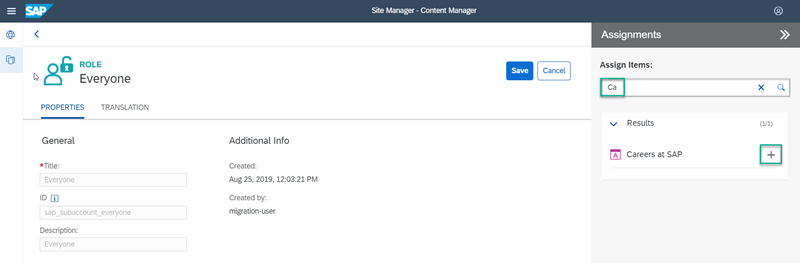 SAP
Site Manager - Content Manager
ROLE
Everyone
Save
Cancel
PROPERTIES
TRANSLATION
General
*Title:
Everyone
ID
sap_subaccount_everyone
Description:
Everyone
Additional Info
Created:
Aug 25, 2019, 12:03:21 PM
Created by:
migration-user
Assignments
Assign Items:
Ca
Results
(1/1)
A
Careers at SAP